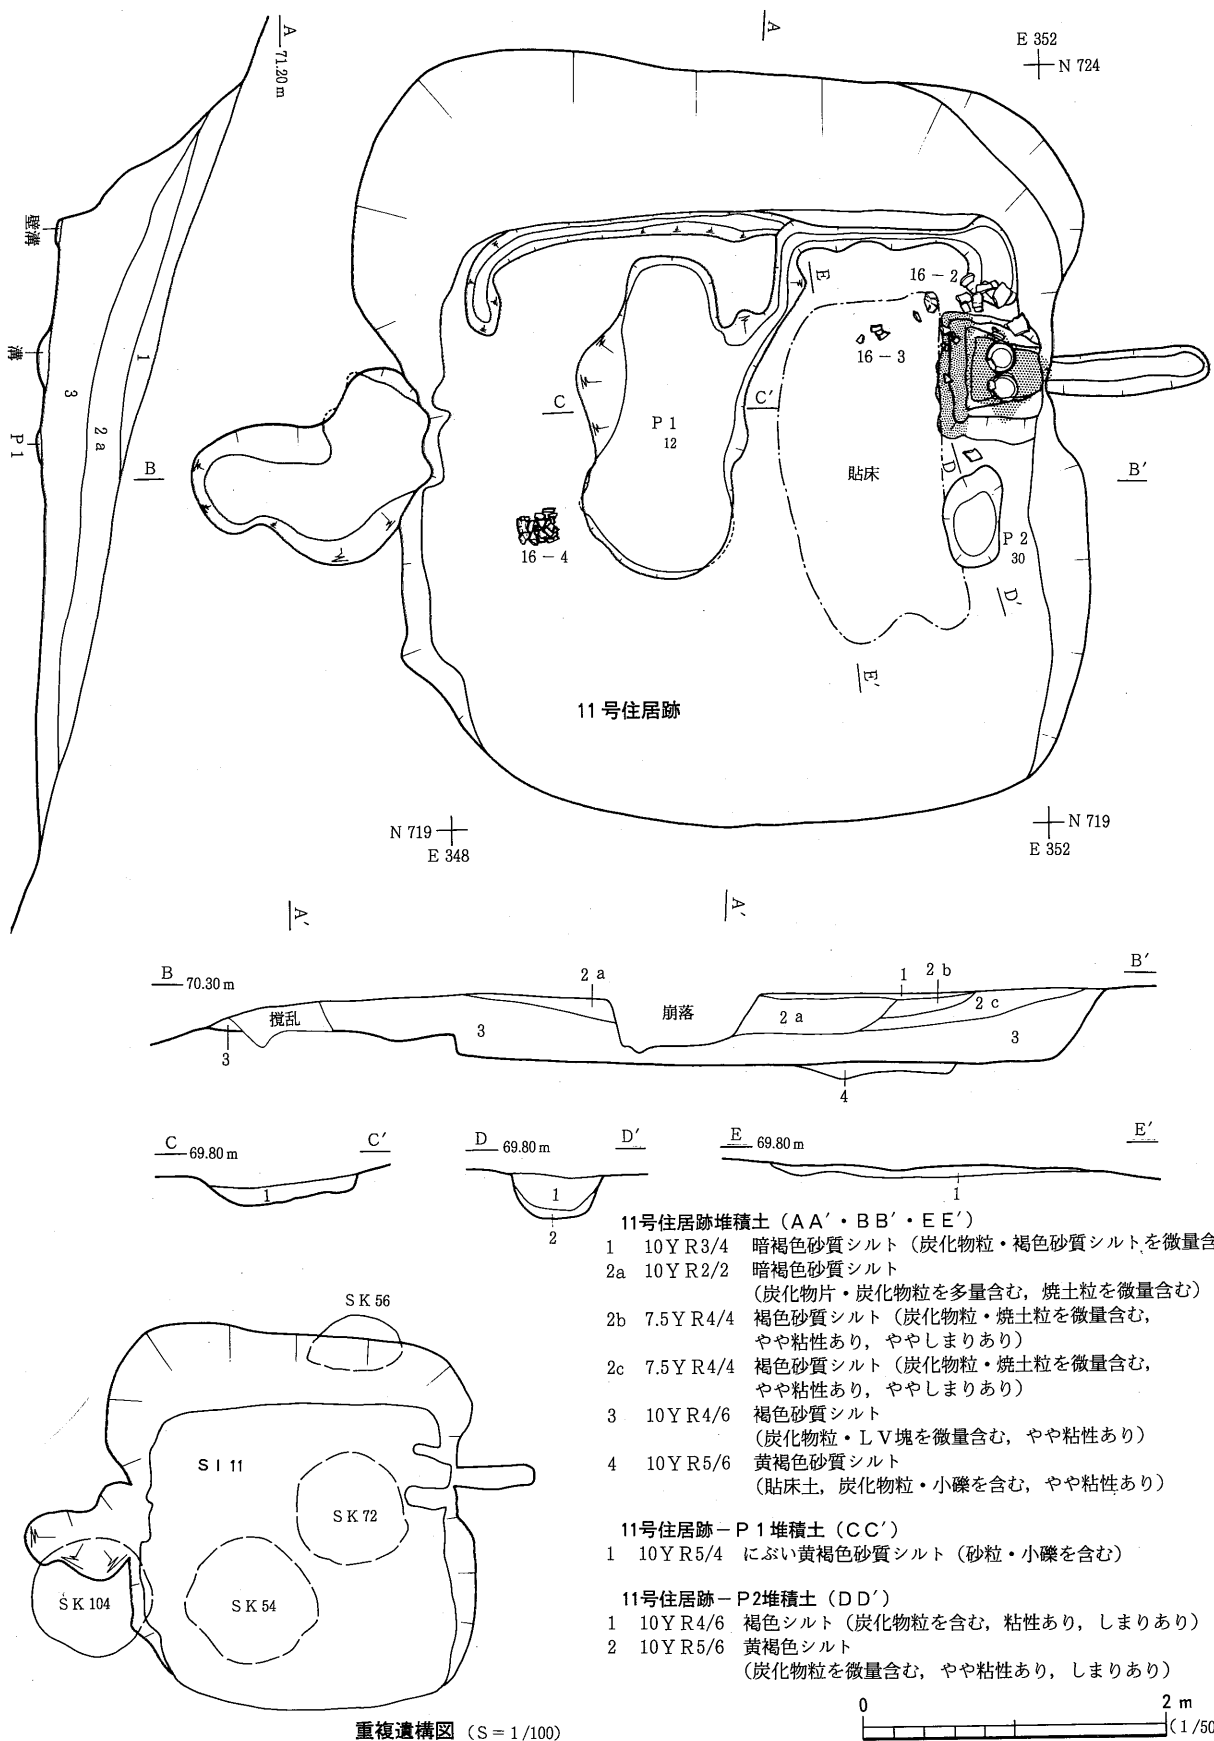 A
71.20 m
A
E 352
N 724
壁溝
溝
P 1
1
3
2 a
B
E
16 − 2
16 − 3
C
C′
P 1
12
貼床
D
B′
16 − 4
P 2
30
D′
E′
11 号住居跡
N 719
E 348
N 719
E 352
A′
A′
B
70.30 m
2 a
1
2 b
B′
撹乱
3
3
崩落
2 a
2 c
3
4
C
69.80 m
C′
D
69.80 m
D′
E
69.80 m
E′
1
1
2
1
11号住居跡堆積土（AA′・BB′・EE′）
1 10YR3/4 暗褐色砂質シルト（炭化物粒・褐色砂質シルトを微量含
2a 10YR2/2 暗褐色砂質シルト
（炭化物片・炭化物粒を多量含む，焼土粒を微量含む）
2b 7.5YR4/4 褐色砂質シルト（炭化物粒・焼土粒を微量含む，
やや粘性あり，ややしまりあり）
2c 7.5YR4/4 褐色砂質シルト（炭化物粒・焼土粒を微量含む，
やや粘性あり，ややしまりあり）
3 10YR4/6 褐色砂質シルト
（炭化物粒・LV塊を微量含む，やや粘性あり）
4 10YR5/6 黄褐色砂質シルト
（貼床土，炭化物粒・小礫を含む，やや粘性あり）
11号住居跡－P1堆積土（CC′）
1 10YR5/4 にぶい黄褐色砂質シルト（砂粒・小礫を含む）
11号住居跡－P2堆積土（DD′）
1 10YR4/6 褐色シルト（炭化物粒を含む，粘性あり，しまりあり）
2 10YR5/6 黄褐色シルト
（炭化物粒を微量含む，やや粘性あり，しまりあり）
SK56
SI11
SK72
SK104
SK54
重複遺構図（S＝1/100）
0
2 m
(1/50